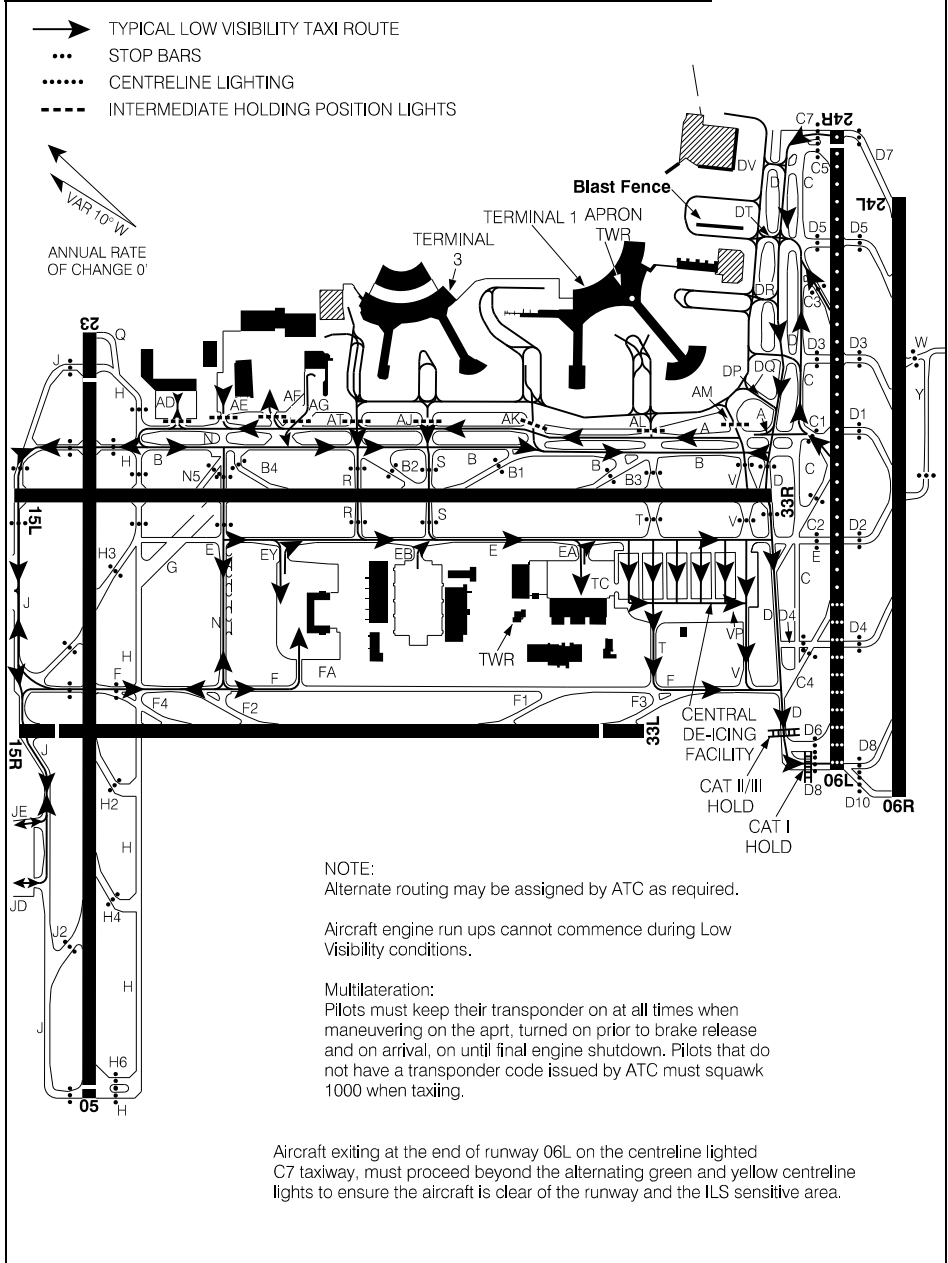 TYPICAL LOW VISIBILITY TAXI ROUTE
STOP BARS
CENTRELINE LIGHTING
INTERMEDIATE HOLDING POSITION LIGHTS
VAR 10° W
ANNUAL RATE
OF CHANGE 0'
Blast Fence
TERMINAL 1
APRON
TWR
TERMINAL
3
DV
DT
DR
DP
DQ
D
D
C7
24R
C5
C
D7
24L
D5
D5
C3
D3
D3
C
W
Y
C1
D1
23
Q
J
H
AD
AE
AF
AG
AT
AJ
AK
AL
AM
A
A
N
H
B
N5
B4
R
B2
S
B
B1
B
B3
B
V
D
15L
33R
R
S
T
V
C
C2
D2
E
H3
G
E
EY
EB
E
EA
TC
C
J
N
H
TWR
T
VP
V
D
D4
D4
C4
F
F
FA
F
F4
F2
F1
F3
15R
33L
J
CENTRAL
DE-ICING
FACILITY
D
D6
D8
D8
D10
06L
06R
CAT II/III
HOLD
CAT I
HOLD
H2
JE
H
JD
H4
J2
H
J
H6
05
H
NOTE:
Alternate routing may be assigned by ATC as required.
Aircraft engine run ups cannot commence during Low
Visibility conditions.
Multilateration:
Pilots must keep their transponder on at all times when
maneuvering on the aprt, turned on prior to brake release
and on arrival, on until final engine shutdown. Pilots that do
not have a transponder code issued by ATC must squawk
1000 when taxiing.
Aircraft exiting at the end of runway 06L on the centreline lighted
C7 taxiway, must proceed beyond the alternating green and yellow centreline
lights to ensure the aircraft is clear of the runway and the ILS sensitive area.